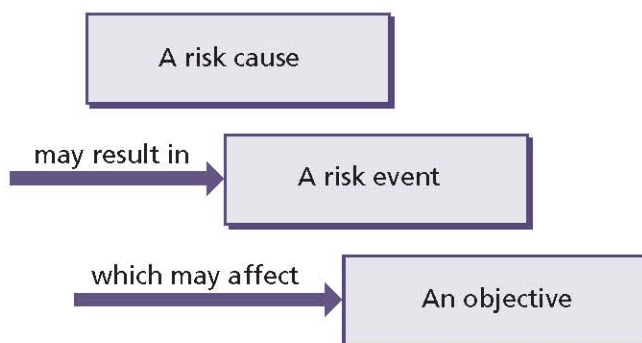 A risk cause
may result in
A risk event
which may affect
An objective